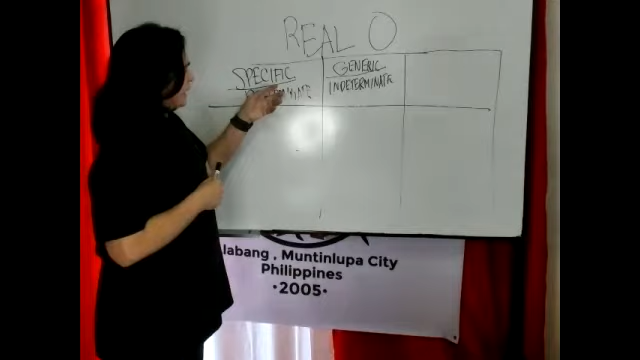 REAL O
SPECIFIC
GENERIC
INDETERMINATE
labang , Muntinlupa City
Philippines
•2005•